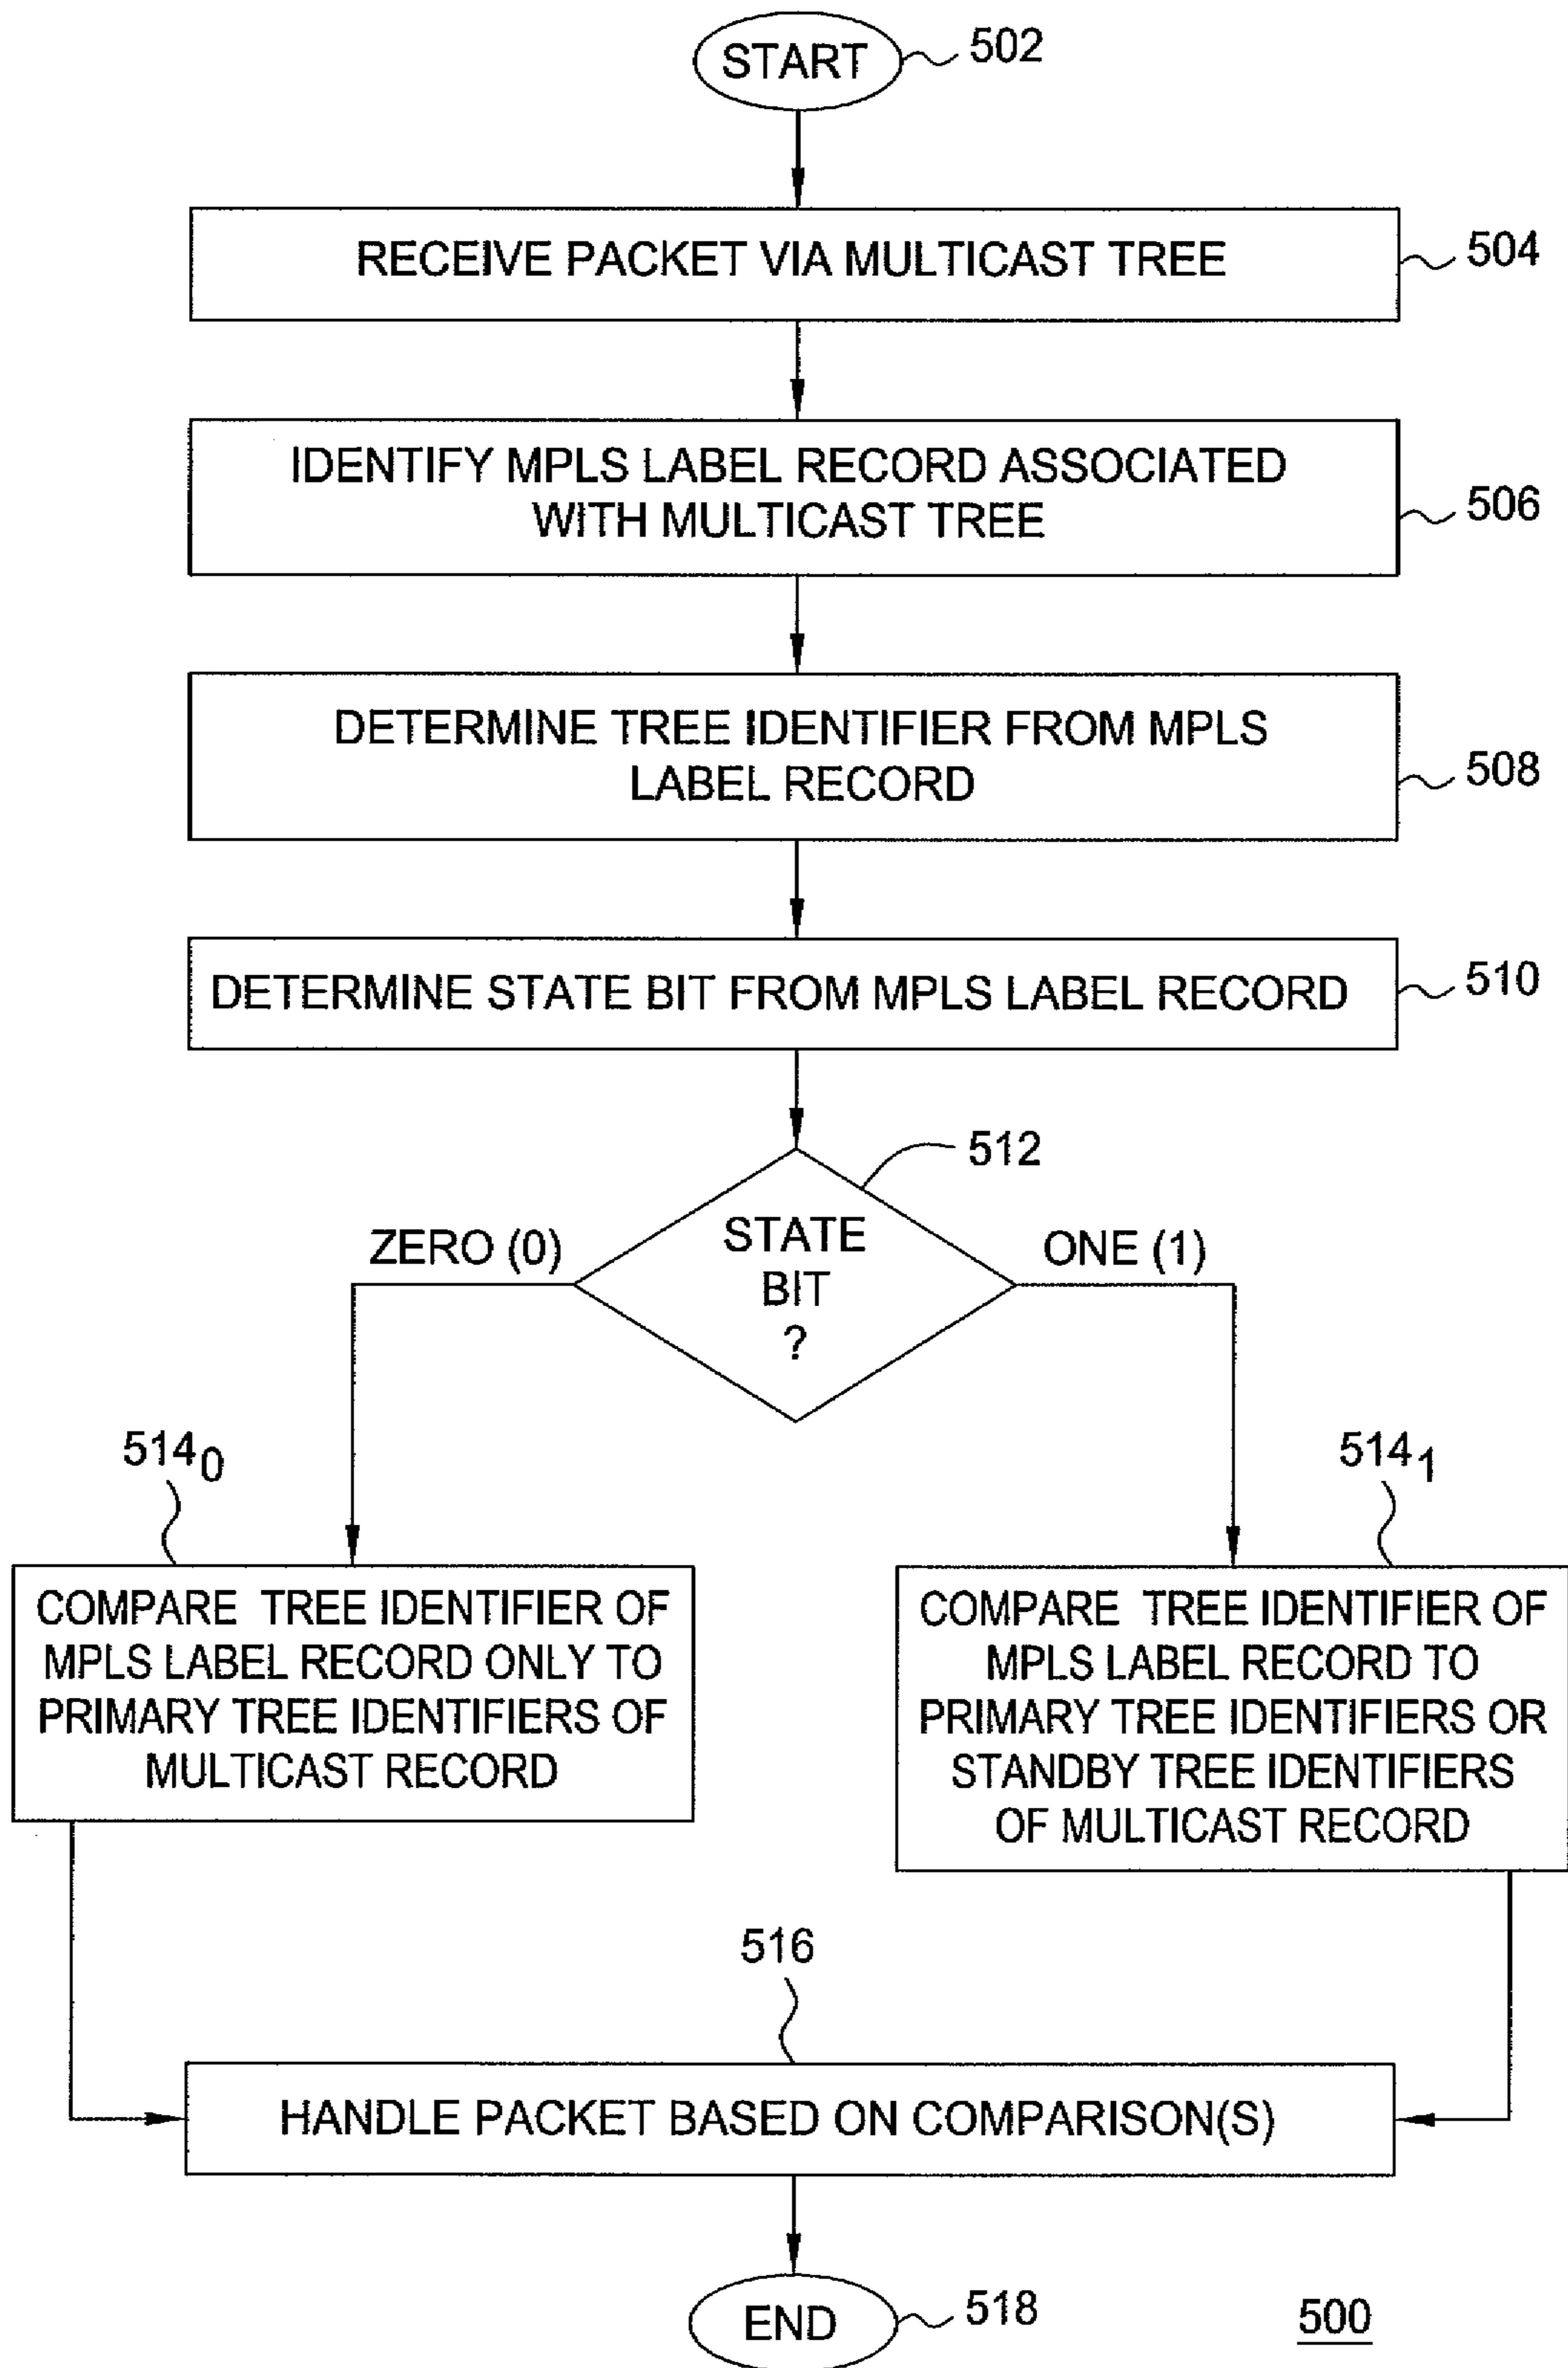 START
502
RECEIVE PACKET VIA MULTICAST TREE
504
IDENTIFY MPLS LABEL RECORD ASSOCIATED
WITH MULTICAST TREE
506
DETERMINE TREE IDENTIFIER FROM MPLS
LABEL RECORD
508
DETERMINE STATE BIT FROM MPLS LABEL RECORD
510
512
STATE
BIT
?
ZERO (0)
ONE (1)
514₀
514₁
COMPARE TREE IDENTIFIER OF
MPLS LABEL RECORD ONLY TO
PRIMARY TREE IDENTIFIERS OF
MULTICAST RECORD
COMPARE TREE IDENTIFIER OF
MPLS LABEL RECORD TO
PRIMARY TREE IDENTIFIERS OR
STANDBY TREE IDENTIFIERS
OF MULTICAST RECORD
516
HANDLE PACKET BASED ON COMPARISON(S)
END
518
500